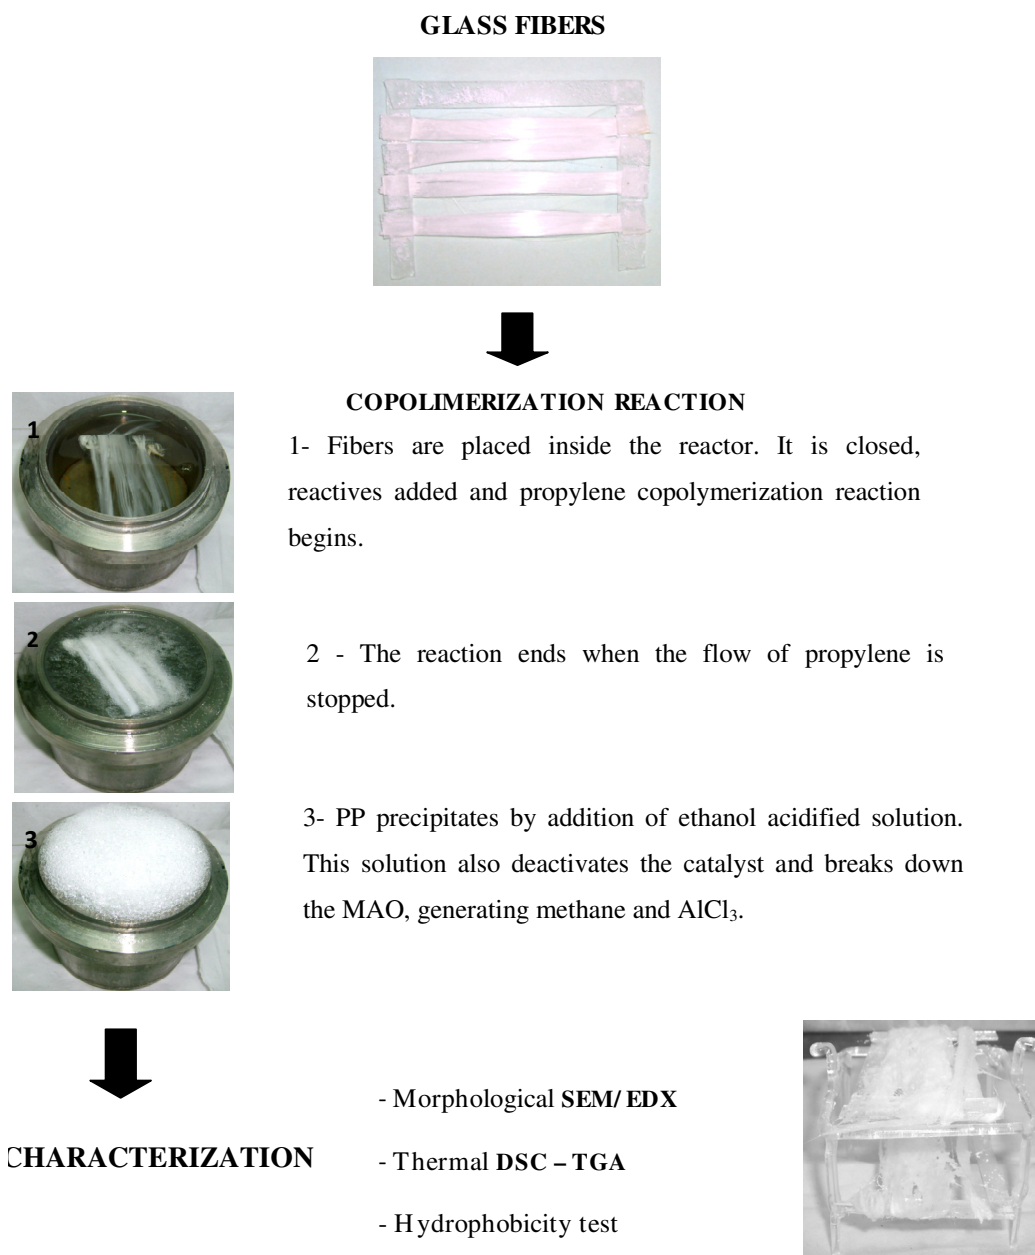 GLASS FIBERS
COPOLIMERIZATION REACTION
1
1- Fibers are placed inside the reactor. It is closed,
reactives added and propylene copolymerization reaction
begins.
2
2 - The reaction ends when the flow of propylene is
stopped.
3
3- PP precipitates by addition of ethanol acidified solution.
This solution also deactivates the catalyst and breaks down
the MAO, generating methane and AlCl₃.
- Morphological SEM/ EDX
CHARACTERIZATION
- Thermal DSC – TGA
- Hydrophobicity test